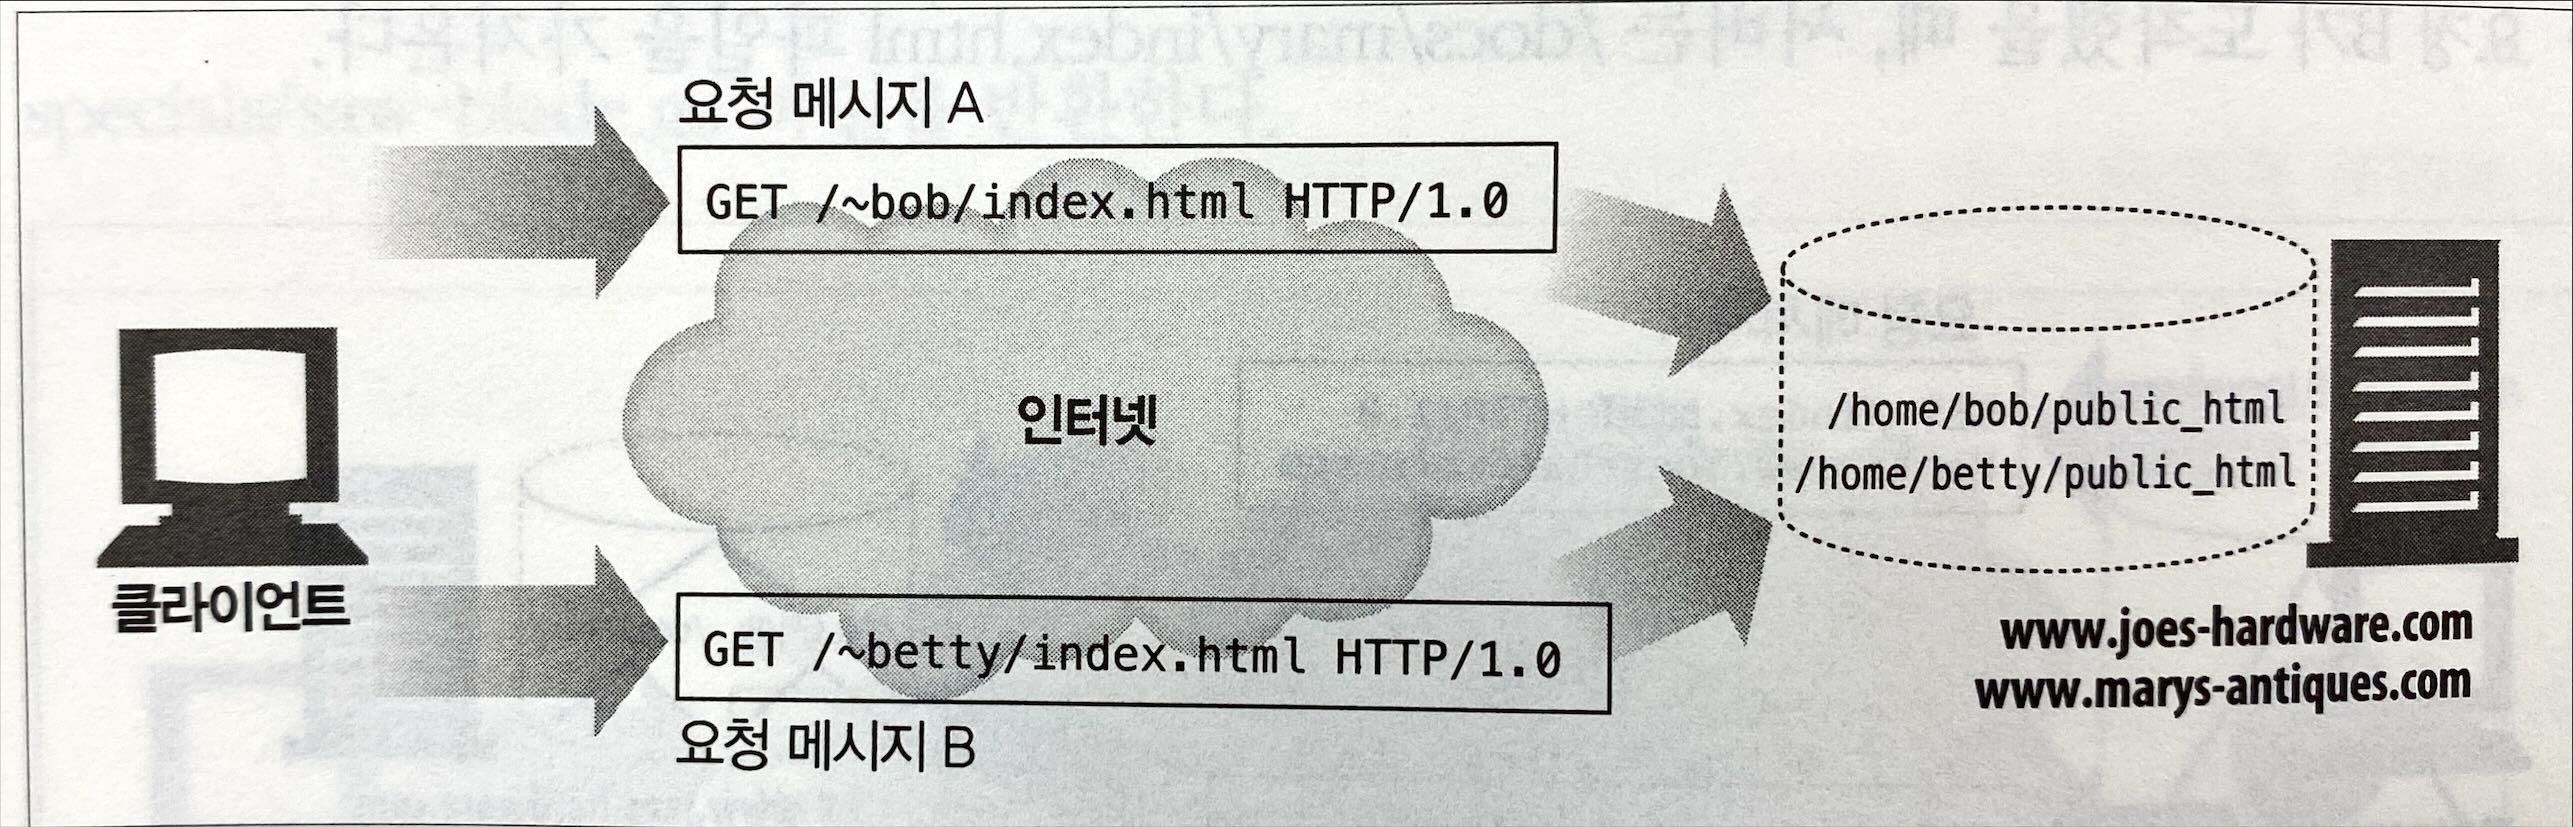 요청 메시지 A
GET /~bob/index.html HTTP/1.0
인터넷
/home/bob/public_html
/home/betty/public_html
클라이언트
GET /~betty/index.html HTTP/1.0
요청 메시지 B
www.joes-hardware.com
www.marys-antiques.com